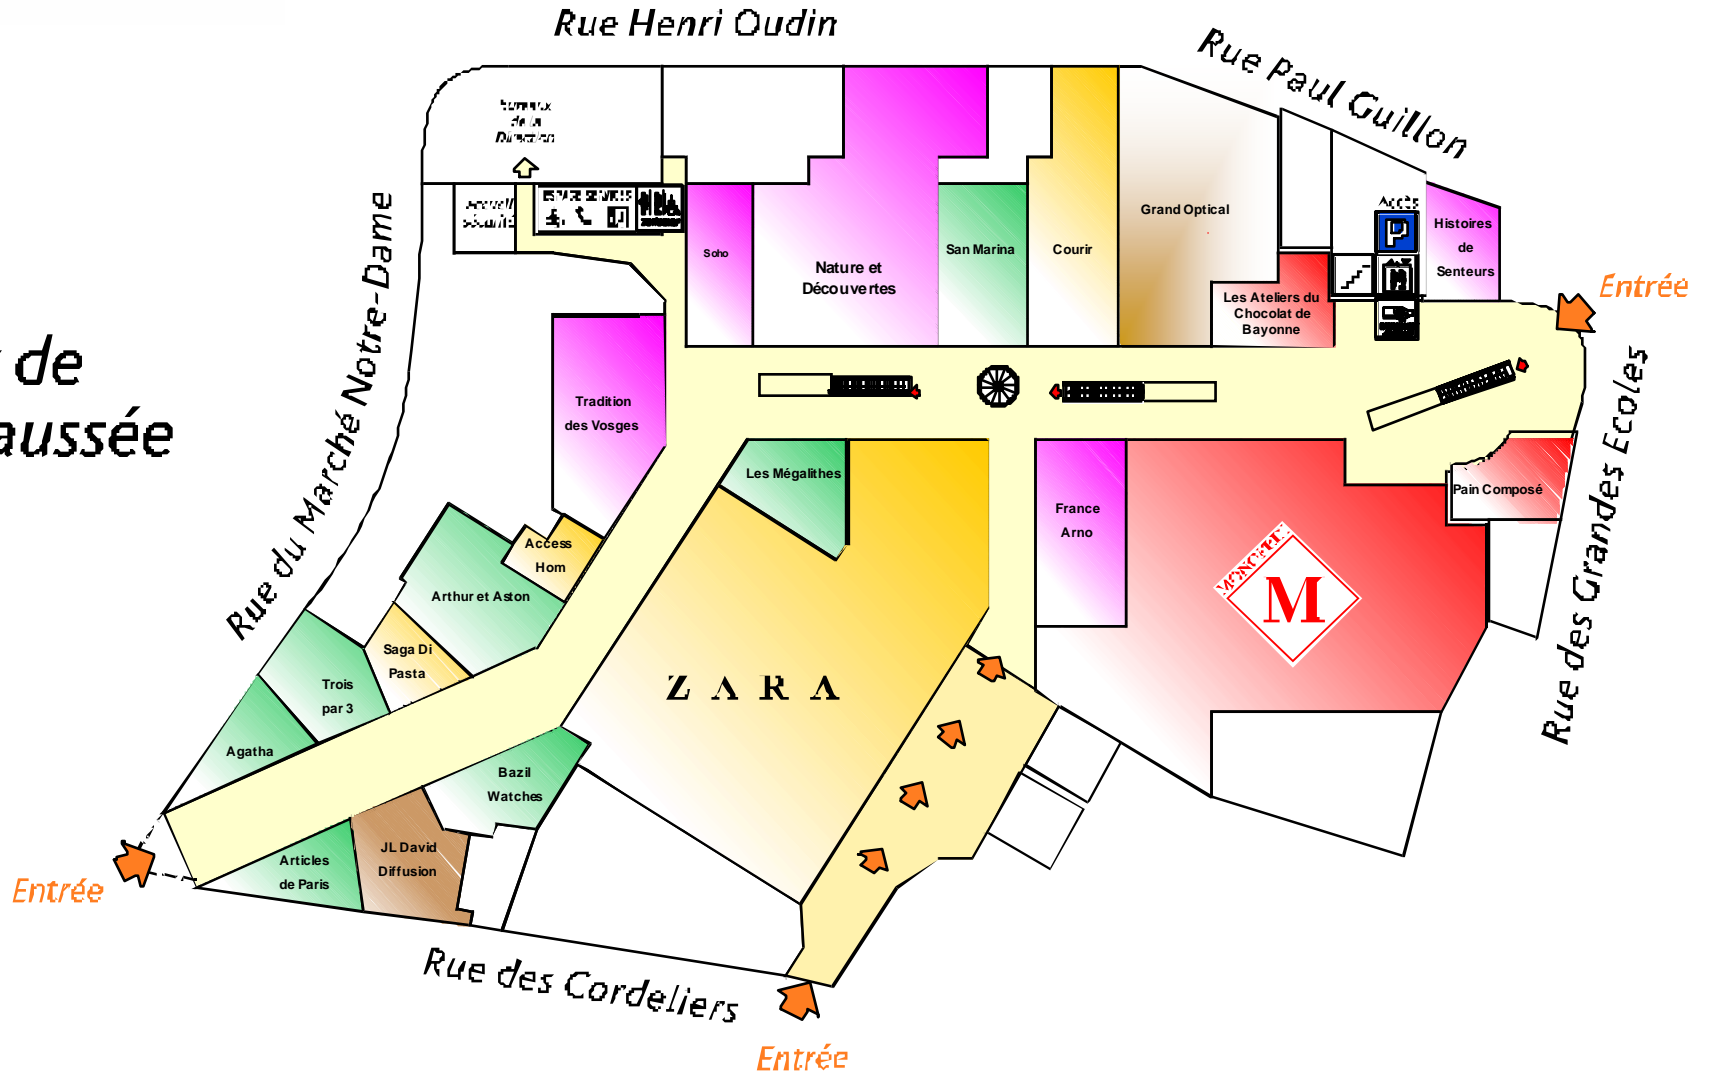 Rue Henri Oudin
Rue Paul Guillon
Rue du Marché Notre-Dame
de
aussée
Direction
Accès
P
Histoires
de
Senteurs
Entrée
Soho
Nature et
Découvertes
San Marina
Courir
Grand Optical
Les Ateliers du
Chocolat de
Bayonne
Tradition
des Vosges
Les Mégalithes
France
Arno
Pain Composé
Rue des Grandes Ecoles
MONOPRIX
M
Access
Hom
Arthur et Aston
Saga Di
Pasta
Trois
par 3
Agatha
ZARA
Bazil
Watches
JL David
Diffusion
Articles
de Paris
Entrée
Rue des Cordeliers
Entrée